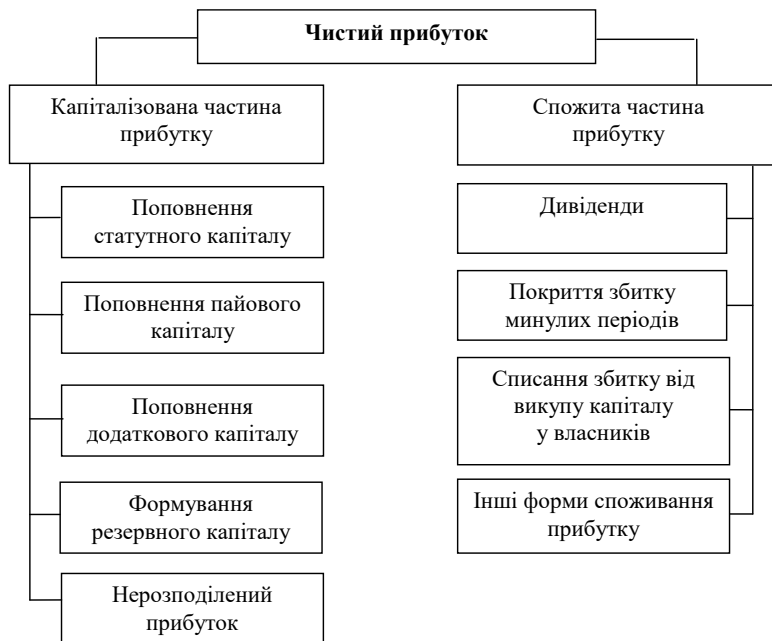 Чистий прибуток
Капіталізована частина
прибутку
Поповнення
статутного капіталу
Поповнення пайового
капіталу
Поповнення
додаткового капіталу
Формування
резервного капіталу
Нерозподілений
прибуток
Спожита частина
прибутку
Дивіденди
Покриття збитку
минулих періодів
Списання збитку від
викупу капіталу
у власників
Інші форми споживання
прибутку